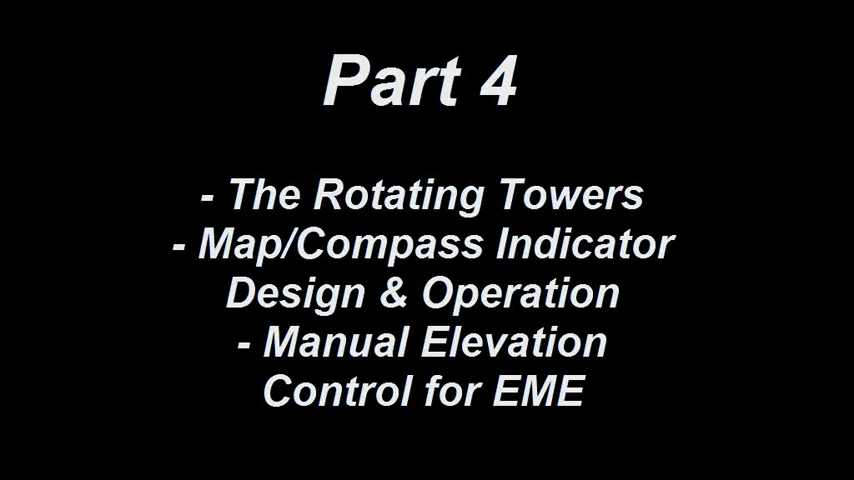 Part 4
- The Rotating Towers
- Map/Compass Indicator
Design & Operation
- Manual Elevation
Control for EME